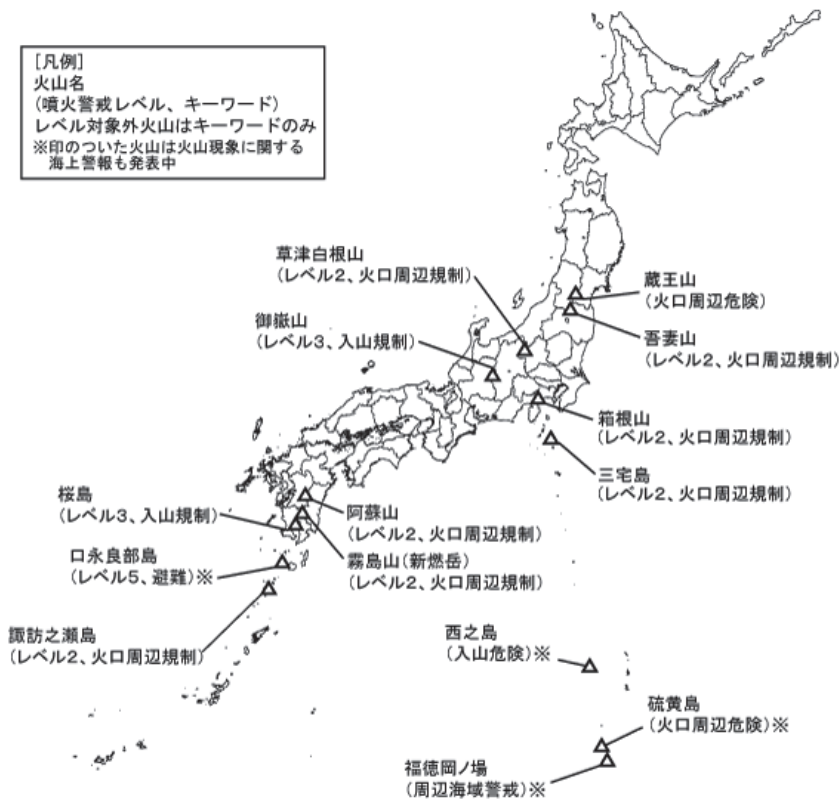 [凡例]
火山名
(噴火警戒レベル、キーワード)
レベル対象外火山はキーワードのみ
※印のついた火山は火山現象に関する
海上警報も発表中
草津白根山
(レベル2、火口周辺規制)
蔵王山
(火口周辺危険)
御嶽山
(レベル3、入山規制)
吾妻山
(レベル2、火口周辺規制)
箱根山
(レベル2、火口周辺規制)
三宅島
(レベル2、火口周辺規制)
桜島
(レベル3、入山規制)
阿蘇山
(レベル2、火口周辺規制)
口永良部島
(レベル5、避難)※
霧島山(新燃岳)
(レベル2、火口周辺規制)
諏訪之瀬島
(レベル2、火口周辺規制)
西之島
(入山危険)※
硫黄島
(火口周辺危険)※
福徳岡ノ場
(周辺海域警戒)※